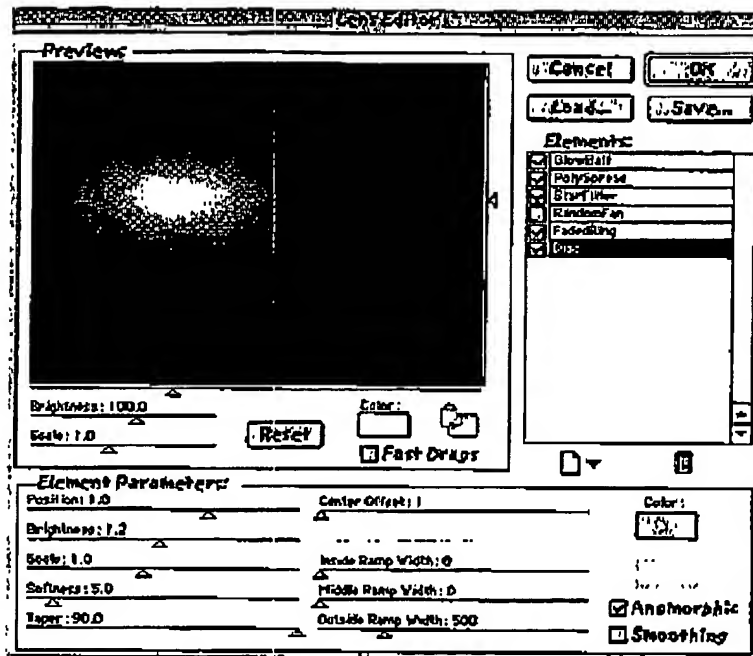 Lens Editor
Preview:
Cancel
OK
Load...
Save...
Elements:
GlowBall
PolySpread
StarFilter
RandomFan
FadedRing
Disc
Brightness: 100.0
Scale: 1.0
Reset
Color:
Fast Drags
Element Parameters:
Position: 1.0
Center Offset: 1
Color:
Brightness: 1.2
Scale: 1.0
Inside Ramp Width: 0
Softness: 5.0
Middle Ramp Width: 0
Anamorphic
Taper: 90.0
Outside Ramp Width: 500
Smoothing